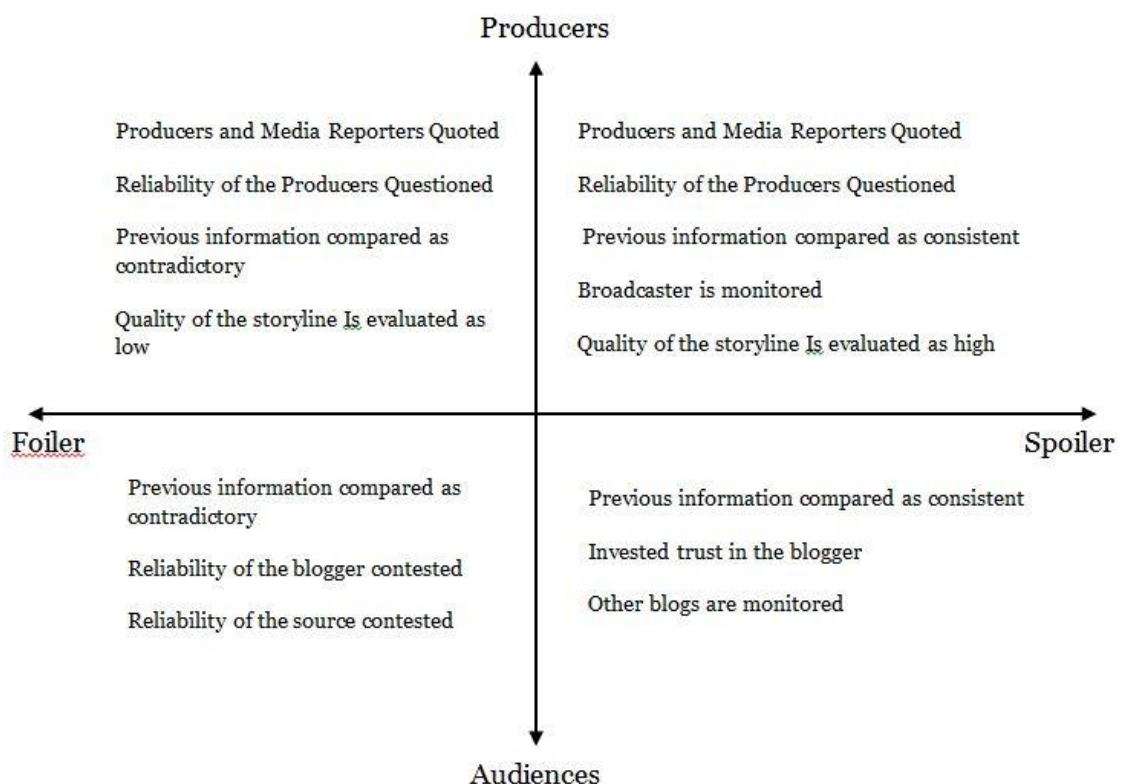 Producers
Producers and Media Reporters Quoted
Reliability of the Producers Questioned
Previous information compared as
contradictory
Quality of the storyline Is evaluated as
low
Producers and Media Reporters Quoted
Reliability of the Producers Questioned
Previous information compared as consistent
Broadcaster is monitored
Quality of the storyline Is evaluated as high
Foiler
Spoiler
Previous information compared as
contradictory
Reliability of the blogger contested
Reliability of the source contested
Previous information compared as consistent
Invested trust in the blogger
Other blogs are monitored
Audiences